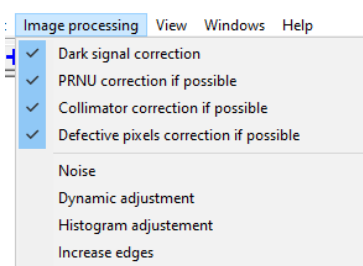 Image processing View Windows Help
Dark signal correction
PRNU correction if possible
Collimator correction if possible
Defective pixels correction if possible
Noise
Dynamic adjustment
Histogram adjustement
Increase edges